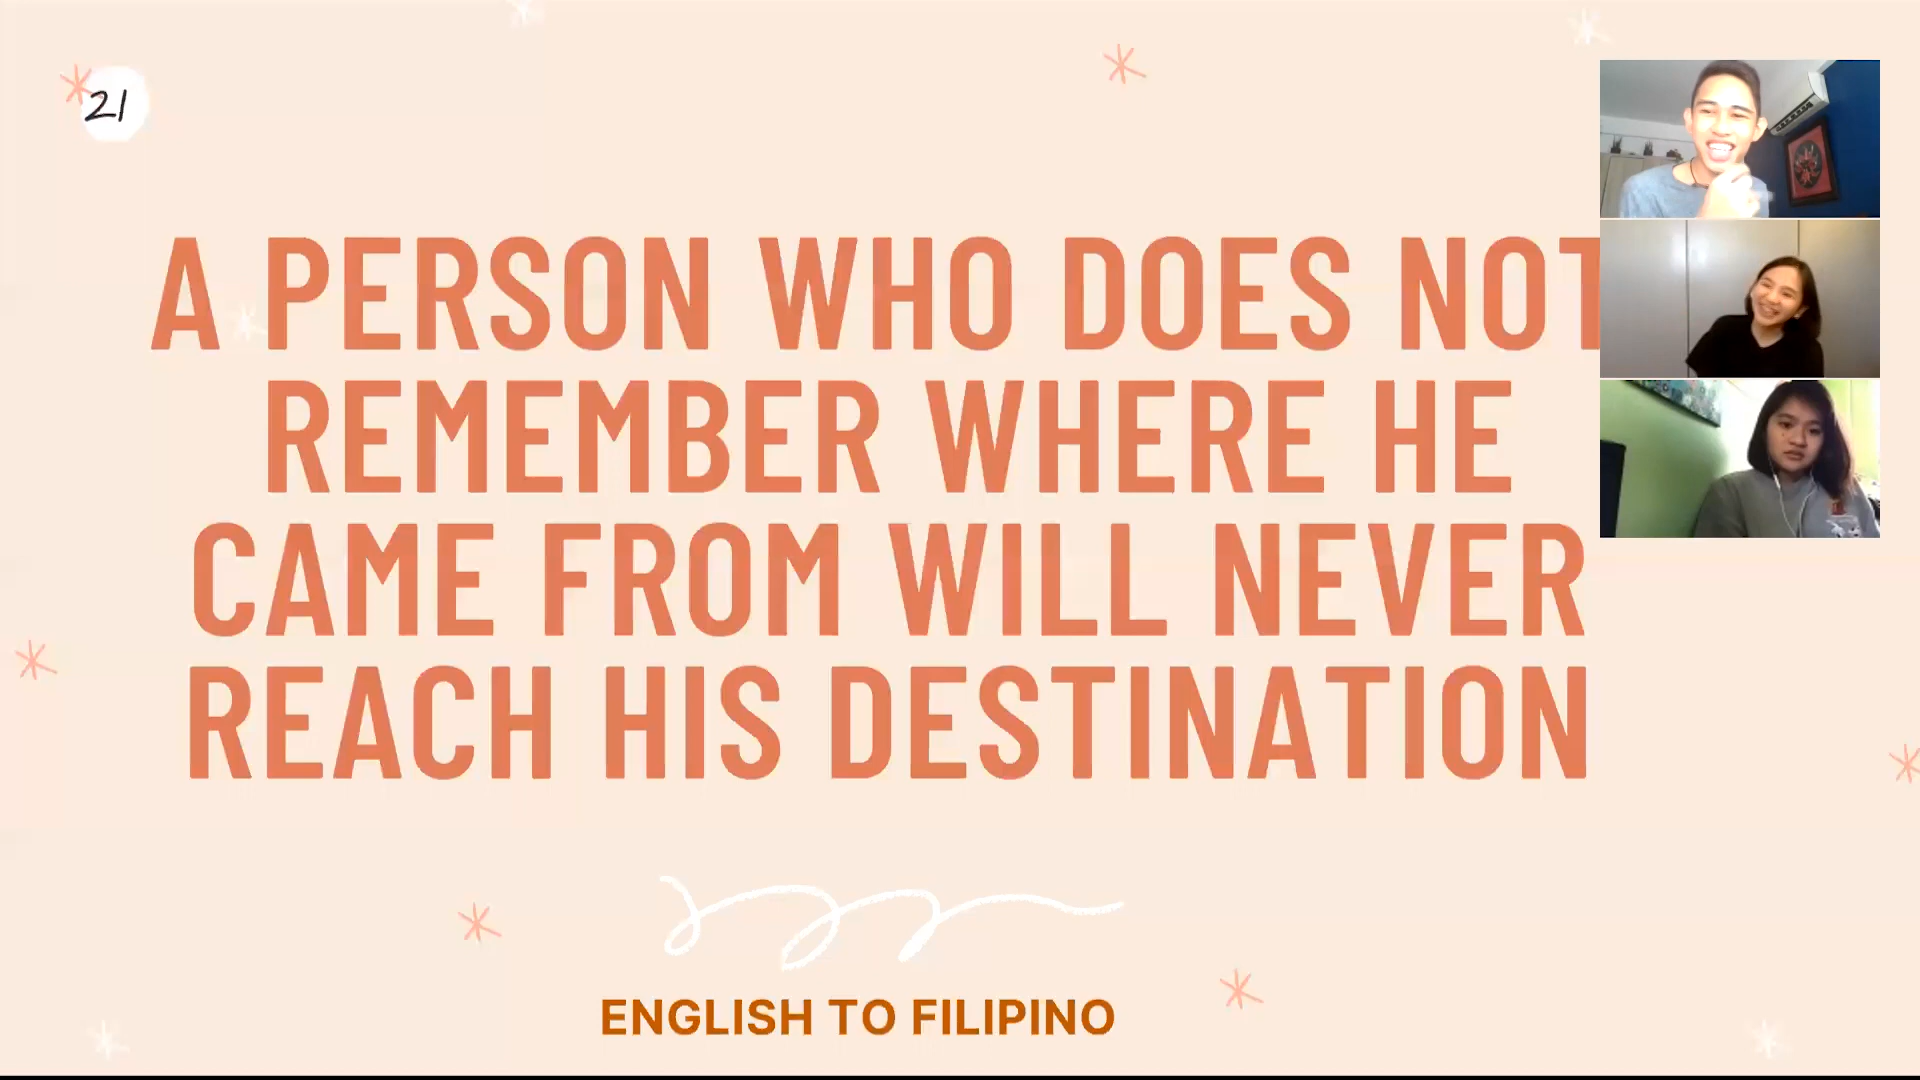 21
A PERSON WHO DOES NOT
REMEMBER WHERE HE
CAME FROM WILL NEVER
REACH HIS DESTINATION
ENGLISH TO FILIPINO